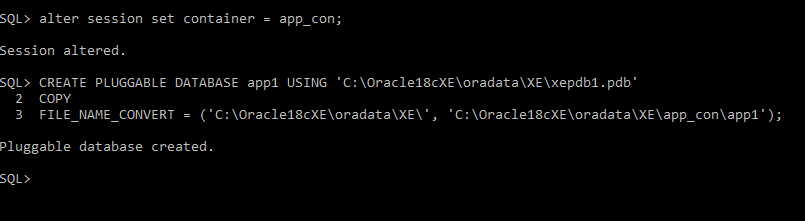 SQL> alter session set container = app_con;
Session altered.
SQL> CREATE PLUGGABLE DATABASE app1 USING 'C:\Oracle18cXE\oradata\XE\xepdb1.pdb'
2 COPY
3 FILE_NAME_CONVERT = ('C:\Oracle18cXE\oradata\XE\', 'C:\Oracle18cXE\oradata\XE\app_con\app1');
Pluggable database created.
SQL>